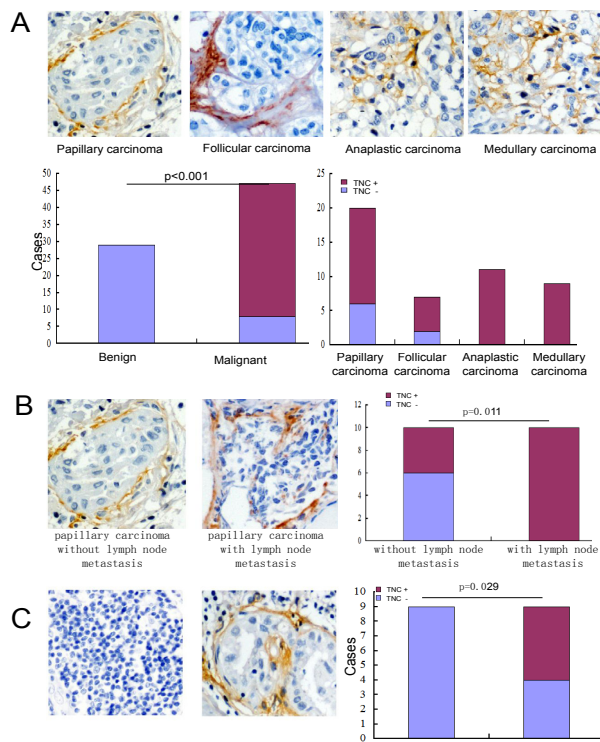 A
Papillary carcinoma
Follicular carcinoma
Anaplastic carcinoma
Medullary carcinoma
p<0.001
50
45
40
35
30
25
20
15
10
5
0
Cases
Benign
Malignant
TNC +
TNC -
25
20
15
10
5
0
Papillary
carcinoma
Follicular
carcinoma
Anaplastic
carcinoma
Medullary
carcinoma
B
papillary carcinoma
without lymph node
metastasis
papillary carcinoma
with lymph node
metastasis
TNC +
TNC -
p=0.011
12
10
8
6
4
2
0
without lymph node
metastasis
with lymph node
metastasis
C
TNC +
TNC -
p=0.029
10
9
8
7
6
5
4
3
2
1
0
Cases